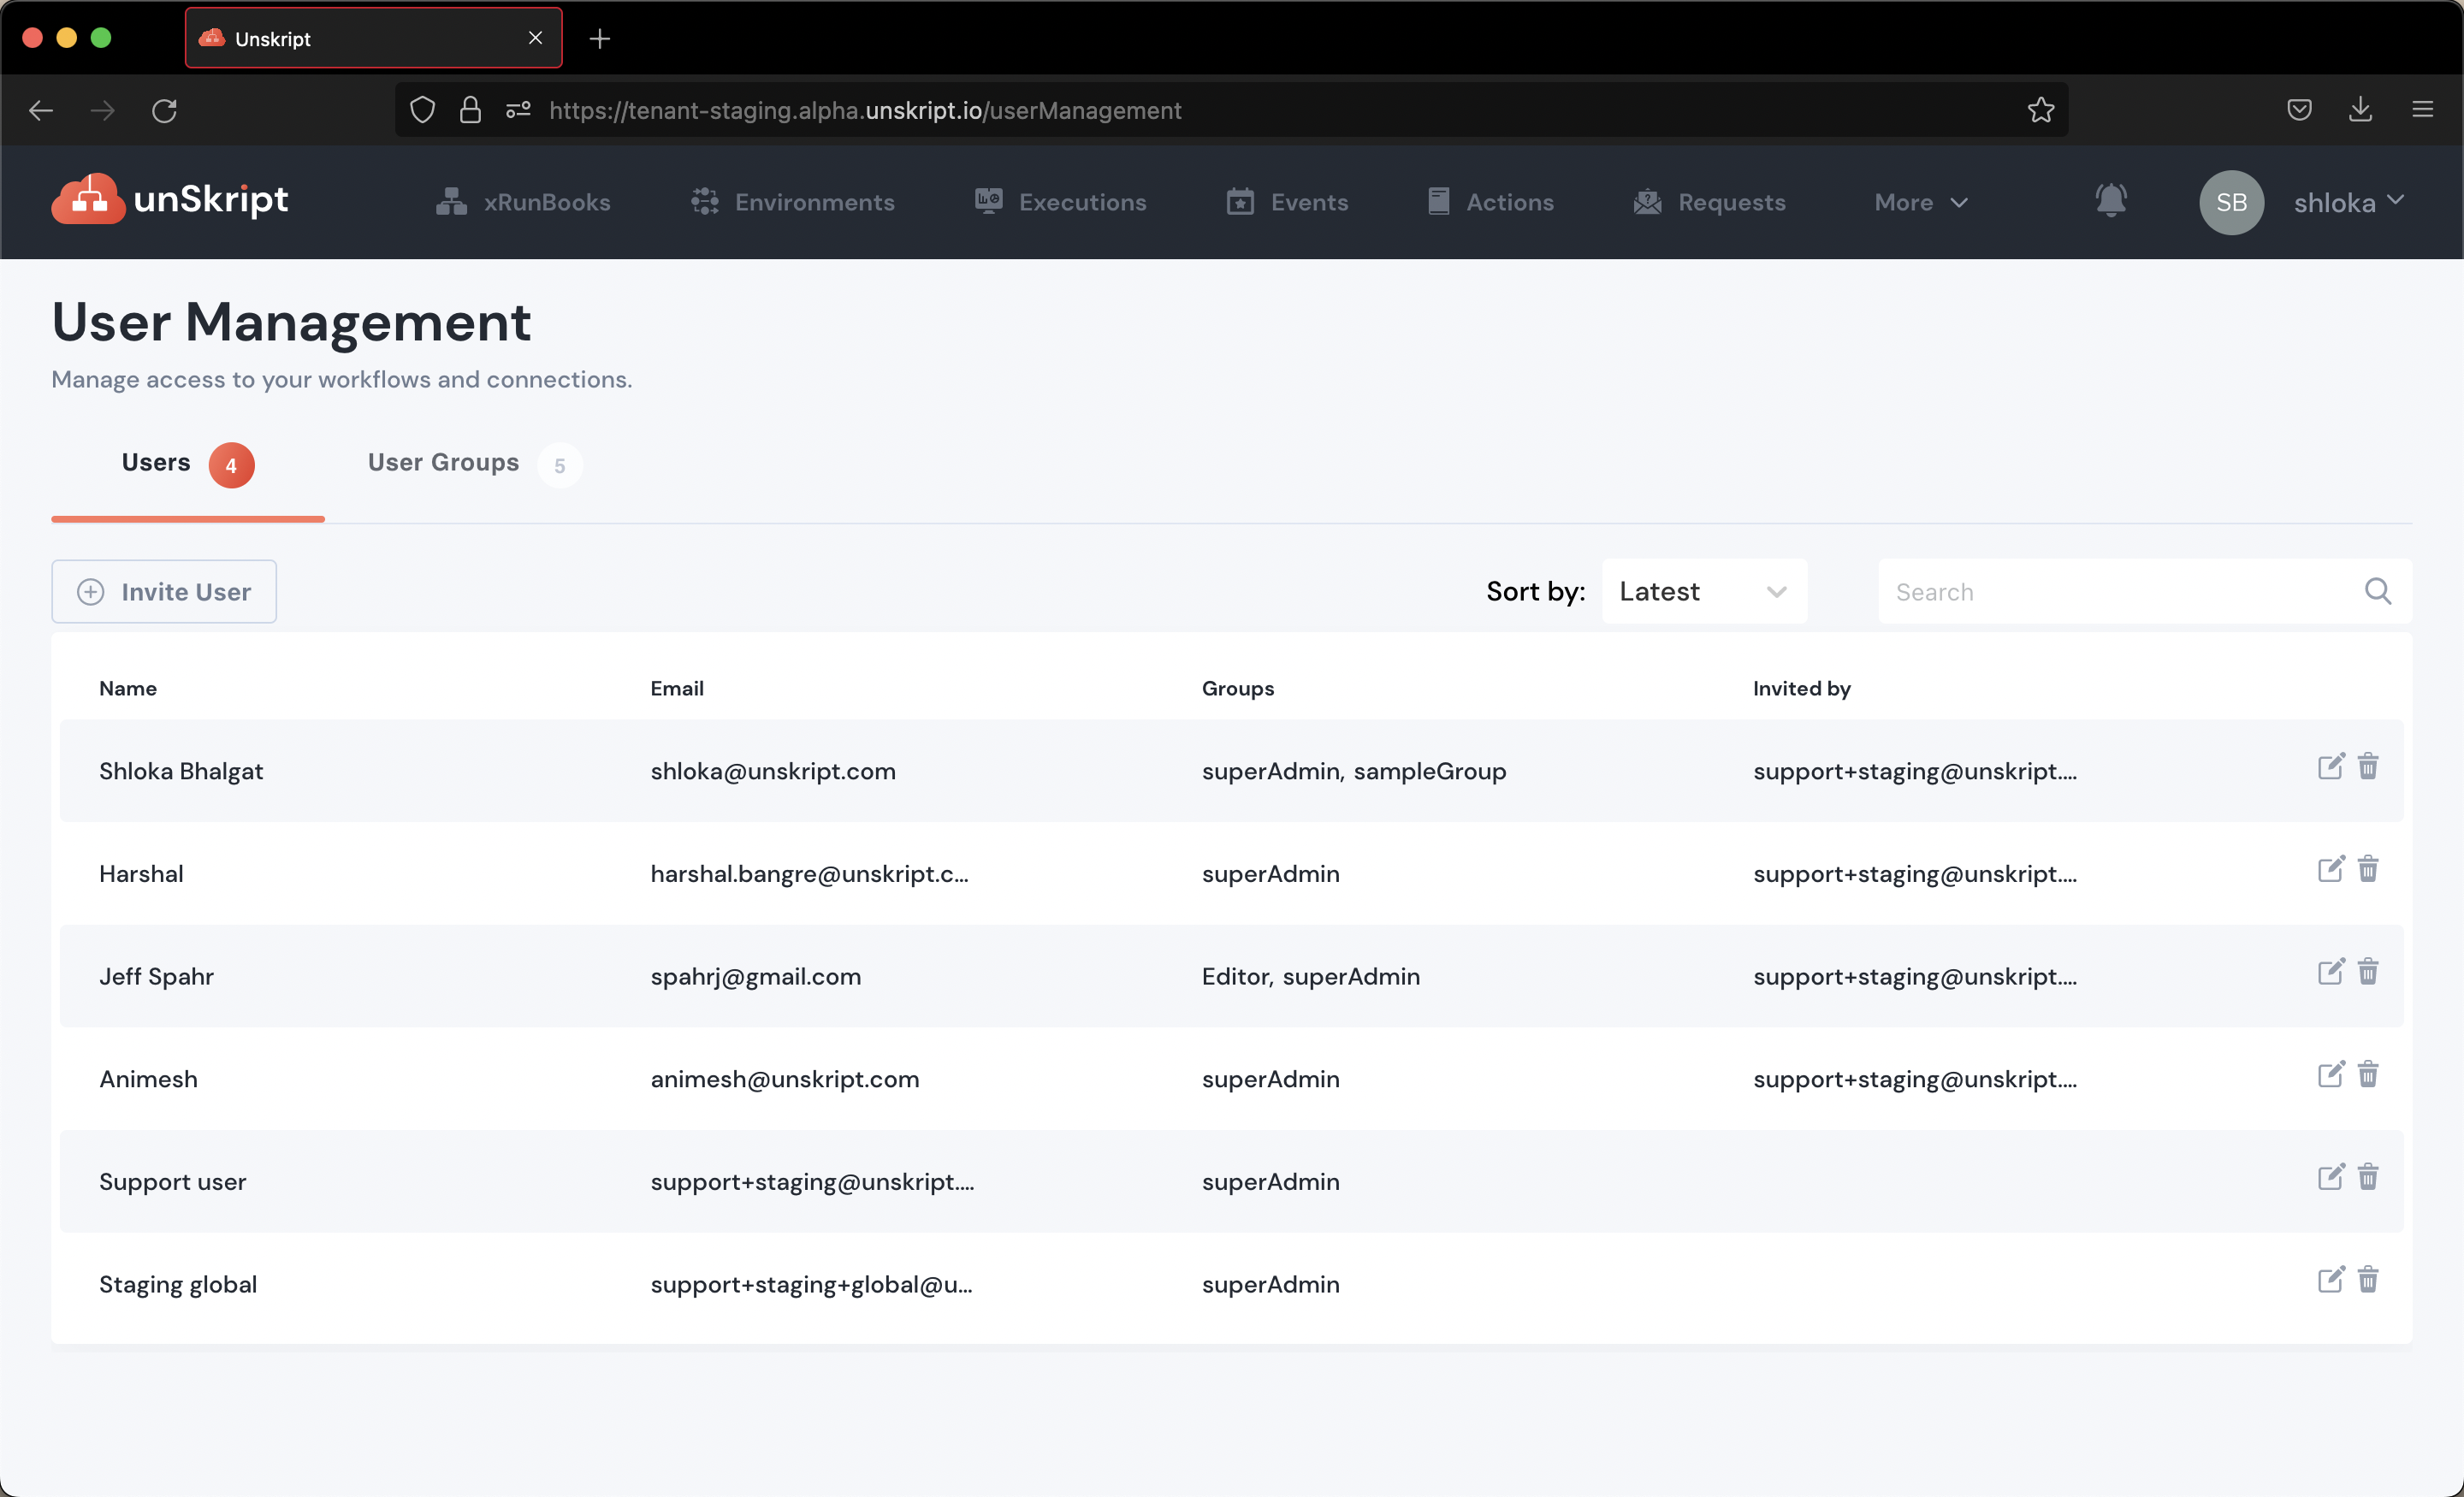 Unskript
https://tenant-staging.alpha.unskript.io/userManagement
unSkript xRunBooks Environments Executions Events Actions Requests More SB shloka
User Management
Manage access to your workflows and connections.
Users 4 User Groups 5
Invite User Sort by: Latest Search
Name Email Groups Invited by
Shloka Bhalgat shloka@unskript.com superAdmin, sampleGroup support+staging@unskript....
Harshal harshal.bangre@unskript.c... superAdmin support+staging@unskript....
Jeff Spahr spahrj@gmail.com Editor, superAdmin support+staging@unskript....
Animesh animesh@unskript.com superAdmin support+staging@unskript....
Support user support+staging@unskript.... superAdmin
Staging global support+staging+global@u... superAdmin